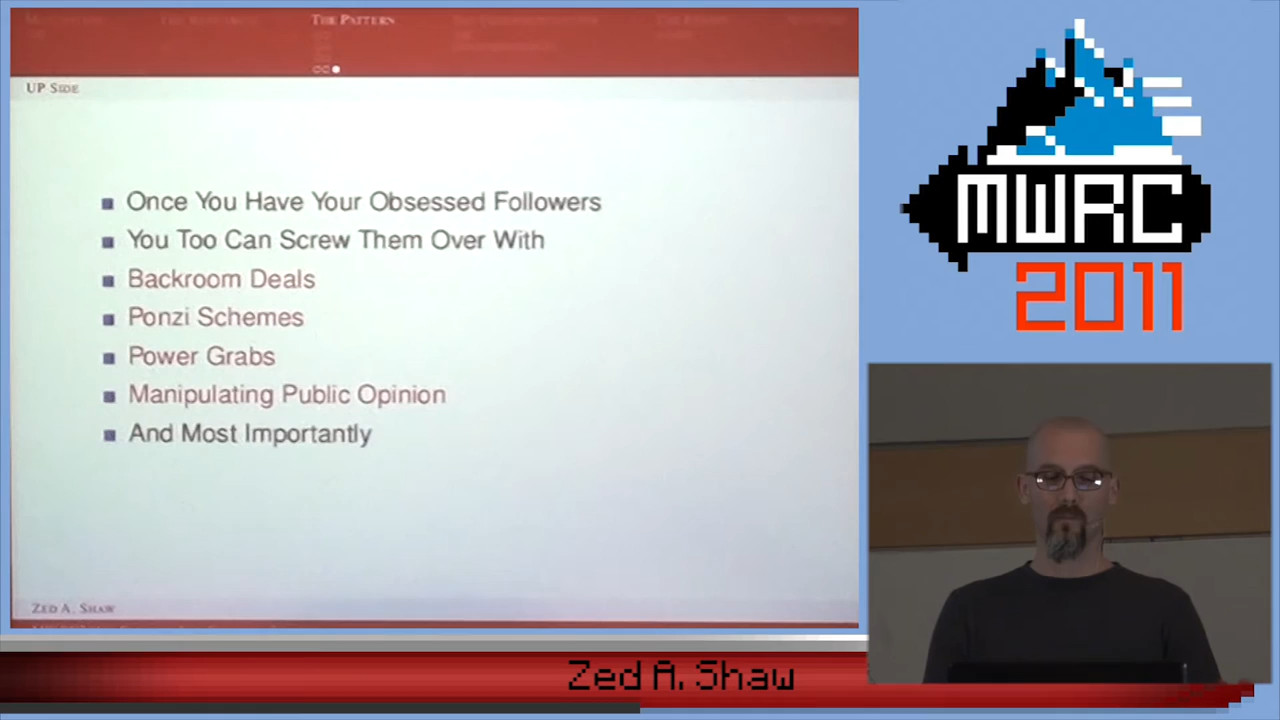 THE PATTERN
UP SIDE
Once You Have Your Obsessed Followers
You Too Can Screw Them Over With
Backroom Deals
Ponzi Schemes
Power Grabs
Manipulating Public Opinion
And Most Importantly
ZED A. SHAW
MWRC
2011
Zed A. Shaw